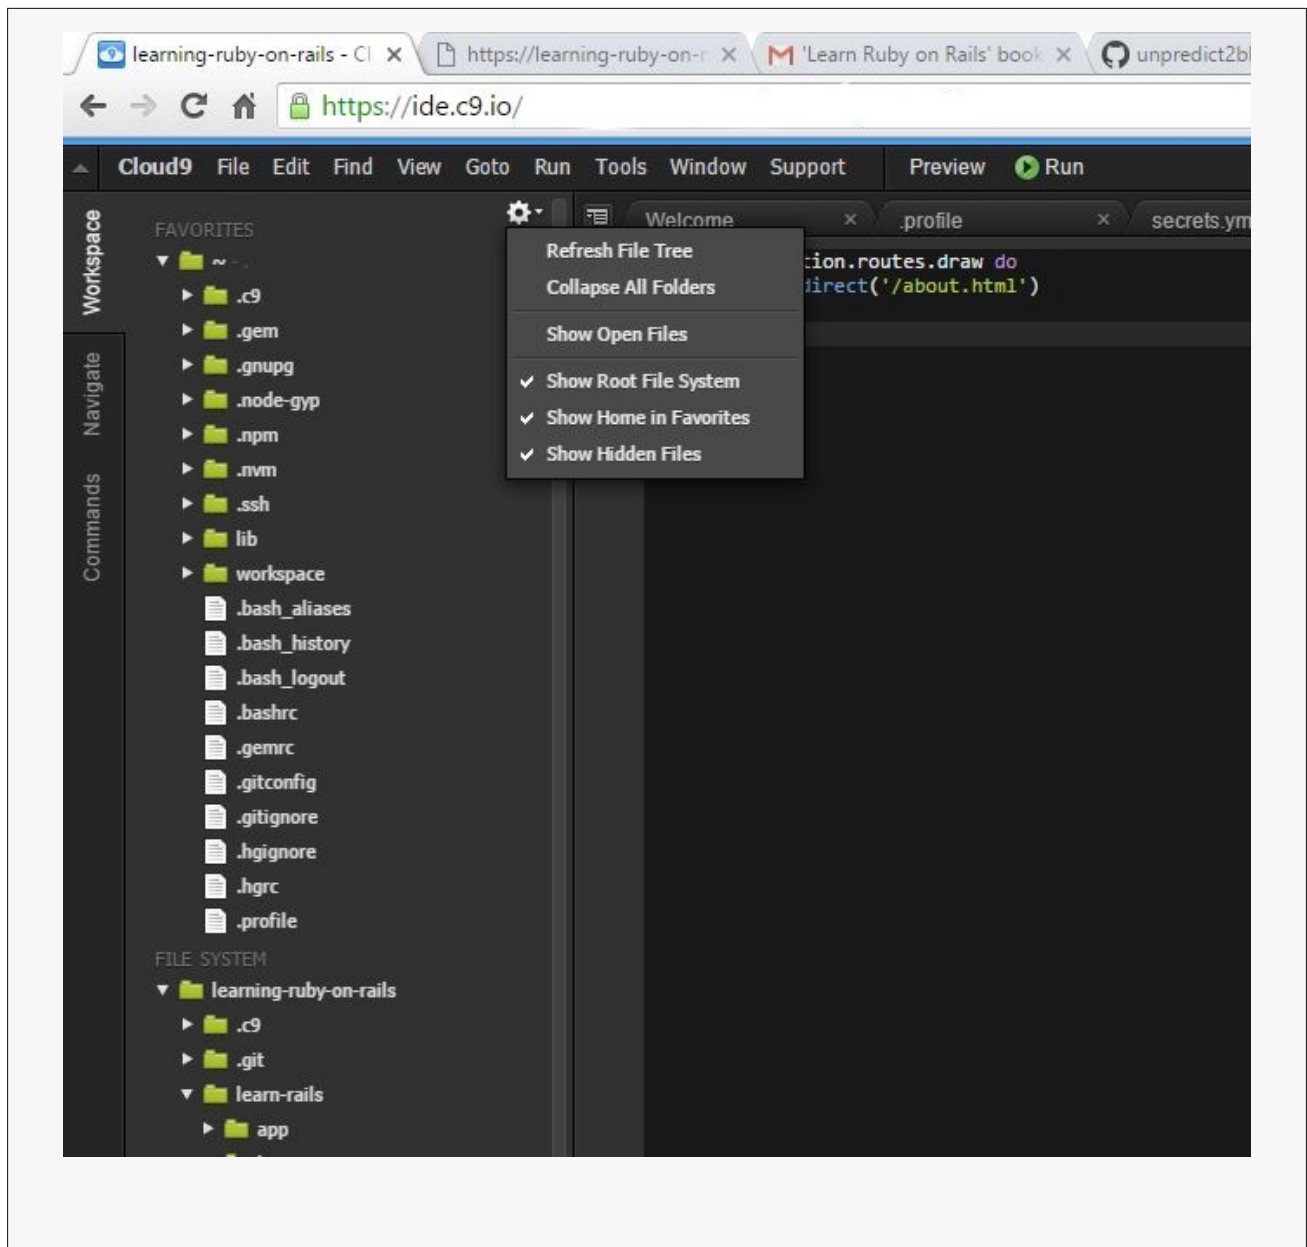 learning-ruby-on-rails - Cl
https://learning-ruby-on-r
'Learn Ruby on Rails' book
unpredict2bl
https://ide.c9.io/
Cloud9 File Edit Find View Goto Run Tools Window Support Preview Run
Workspace
Navigate
Commands
FAVORITES
~
.c9
.gem
.gnupg
.node-gyp
.npm
.nvm
.ssh
lib
workspace
.bash_aliases
.bash_history
.bash_logout
.bashrc
.gemrc
.gitconfig
.gitignore
.hgignore
.hgrc
.profile
FILE SYSTEM
learning-ruby-on-rails
.c9
.git
learn-rails
app
Refresh File Tree
Collapse All Folders
Show Open Files
Show Root File System
Show Home in Favorites
Show Hidden Files
Welcome
.profile
secrets.ym
tion.routes.draw do
direct('/about.html')